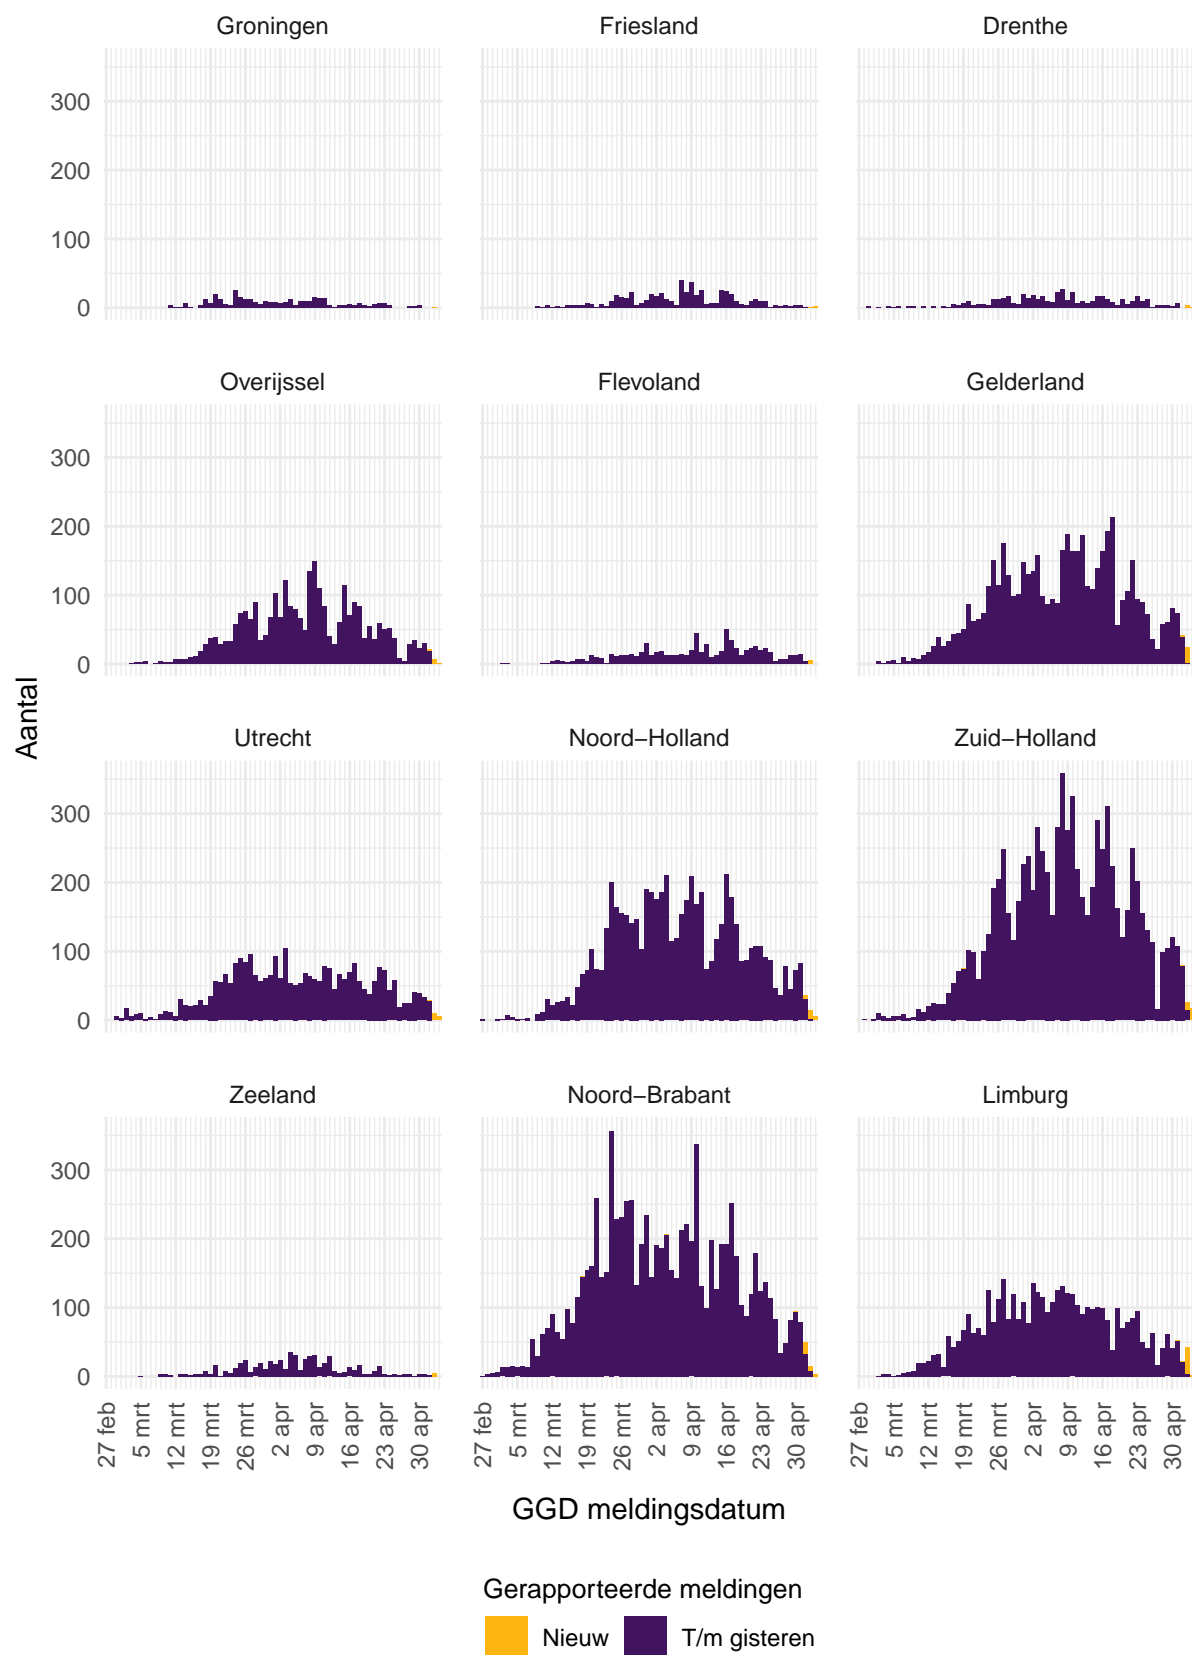 Groningen Friesland Drenthe
300
200
100
0
Overijssel Flevoland Gelderland
300
200
100
0
Aantal
Utrecht Noord−Holland Zuid−Holland
300
200
100
0
Zeeland Noord−Brabant Limburg
300
200
100
0
27 feb 5 mrt 12 mrt 19 mrt 26 mrt 2 apr 9 apr 16 apr 23 apr 30 apr 27 feb 5 mrt 12 mrt 19 mrt 26 mrt 2 apr 9 apr 16 apr 23 apr 30 apr 27 feb 5 mrt 12 mrt 19 mrt 26 mrt 2 apr 9 apr 16 apr 23 apr 30 apr
GGD meldingsdatum
Gerapporteerde meldingen
Nieuw T/m gisteren